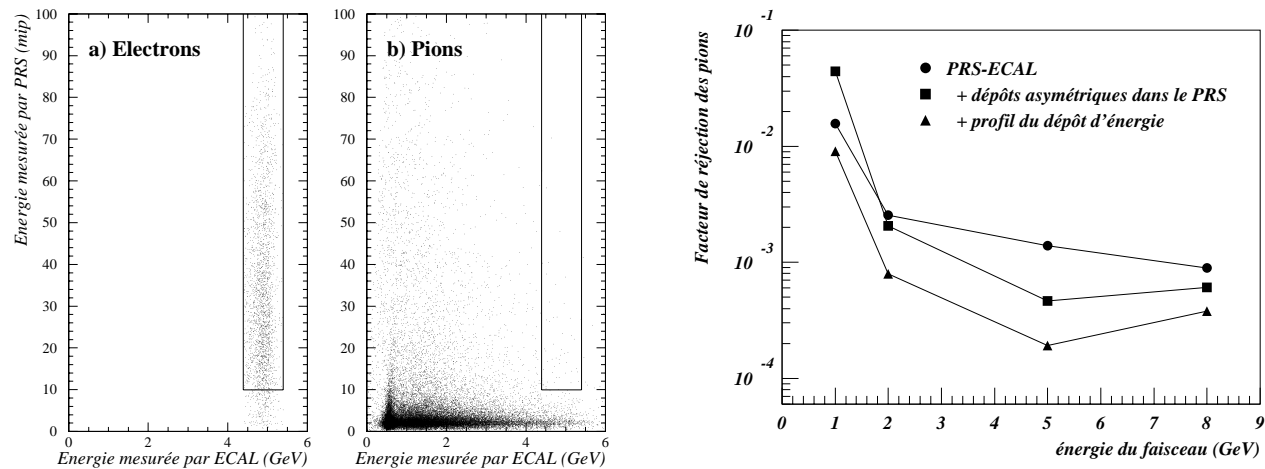 a) Electrons
Energie mesurée par PRS (mip)
100
90
80
70
60
50
40
30
20
10
0
0 2 4 6
Energie mesurée par ECAL (GeV)
b) Pions
100
90
80
70
60
50
40
30
20
10
0
0 2 4 6
Energie mesurée par ECAL (GeV)
Facteur de réjection des pions
10 -1
10 -2
10 -3
10 -4
PRS-ECAL
+ dépôts asymétriques dans le PRS
+ profil du dépôt d'énergie
0 1 2 3 4 5 6 7 8 9
énergie du faisceau (GeV)